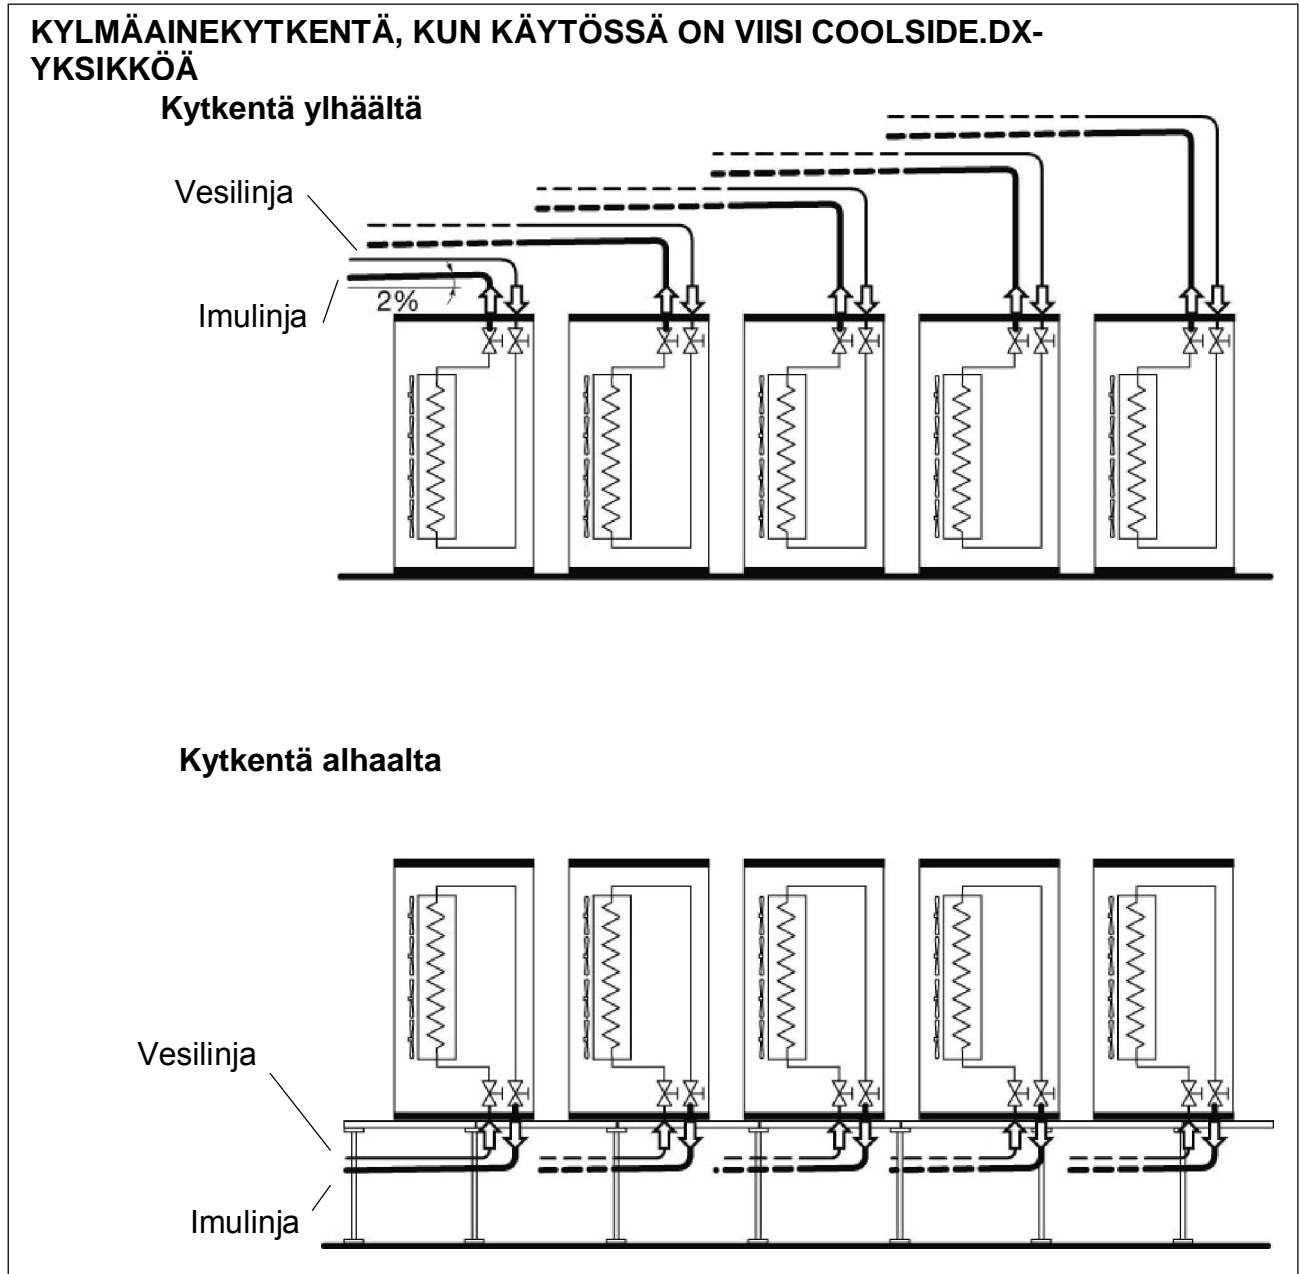 KYLMÄAINEKYTKENTÄ, KUN KÄYTÖSSÄ ON VIISI COOLSIDE.DX-
YKSIKKÖÄ
Kytkentä ylhäältä
Vesilinja
Imulinja
2%
Kytkentä alhaalta
Vesilinja
Imulinja